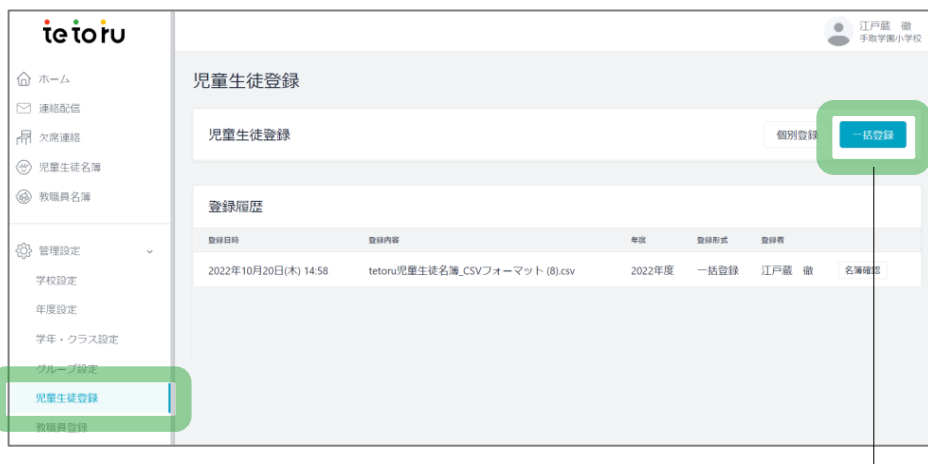 tetoru
江戸蔵 徹
手取学園小学校
ホーム
連絡配信
欠席連絡
児童生徒名簿
教職員名簿
管理設定
学校設定
年度設定
学年・クラス設定
グループ設定
児童生徒登録
教職員登録
児童生徒登録
児童生徒登録
個別登録
一括登録
登録履歴
登録日時 登録内容 年度 登録形式 登録者
2022年10月20日(木) 14:58 tetoru児童生徒名簿_CSVフォーマット (8).csv 2022年度 一括登録 江戸蔵 徹 名簿確認